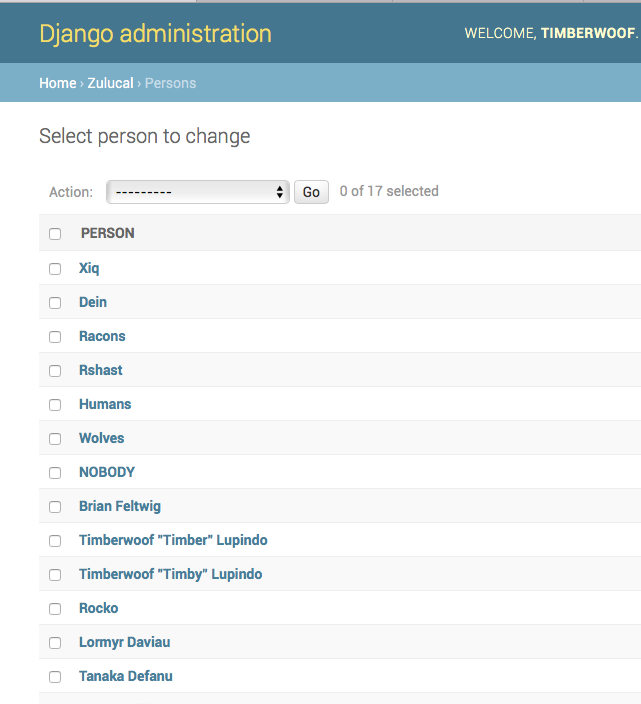 Django administration
WELCOME, TIMBERWOOF.
Home › Zulucal › Persons
Select person to change
Action: --------- Go 0 of 17 selected
PERSON
Xiq
Dein
Racons
Rshast
Humans
Wolves
NOBODY
Brian Feltwig
Timberwoof "Timber" Lupindo
Timberwoof "Timby" Lupindo
Rocko
Lormyr Daviau
Tanaka Defanu